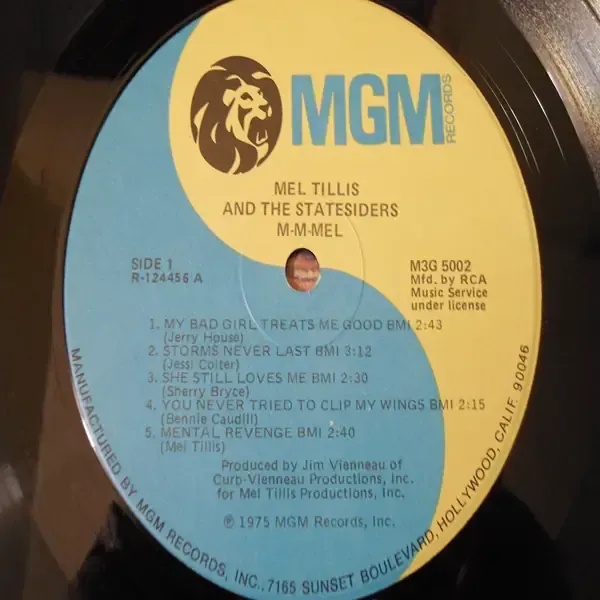 MGM
RECORDS
MEL TILLIS
AND THE STATESIDERS
M-M-MEL
SIDE 1
R-124456 A
M3G 5002
Mfd. by RCA
Music Service
under license
1. MY BAD GIRL TREATS ME GOOD BMI 2:43
(Jerry House)
2. STORMS NEVER LAST BMI 3:12
(Jessi Colter)
3. SHE STILL LOVES ME BMI 2:30
(Sherry Bryce)
4. YOU NEVER TRIED TO CLIP MY WINGS BMI 2:15
(Bennie Caudill)
5. MENTAL REVENGE BMI 2:40
(Mel Tillis)
Produced by Jim Vienneau of
Curb-Vienneau Productions, Inc.
for Mel Tillis Productions, Inc.
℗ 1975 MGM Records, Inc.
MANUFACTURED BY MGM RECORDS, INC., 7165 SUNSET BOULEVARD, HOLLYWOOD, CALIF. 90046